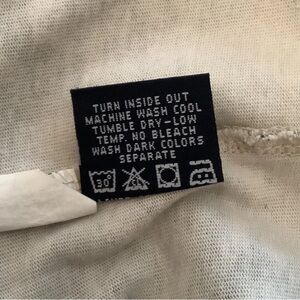 TURN INSIDE OUT
MACHINE WASH COOL
TUMBLE DRY-LOW
TEMP. NO BLEACH
WASH DARK COLORS
SEPARATE
30